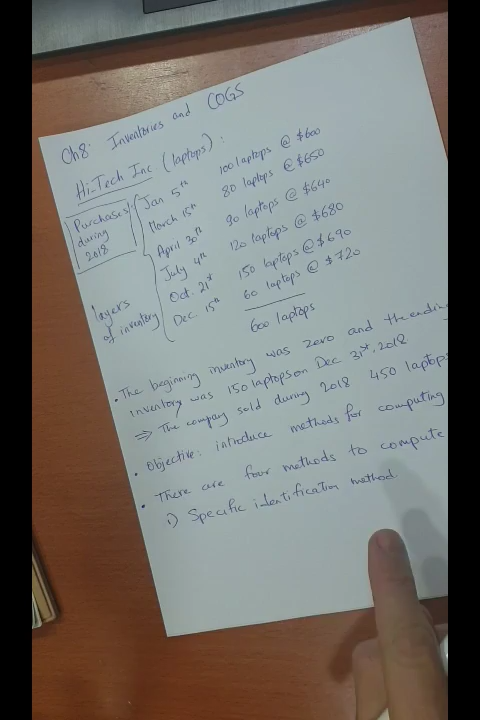 Ch8: Inventories and COGS
Hi-Tech Inc. (laptops):
Purchases during 2018
Jan 5th 100 laptops @ $600
March 15th 80 laptops @ $650
April 30th 90 laptops @ $640
July 4th 120 laptops @ $680
Oct. 21st 150 laptops @ $690
Dec 15th 60 laptops @ $720
600 laptops
layers of inventory
• The beginning inventory was zero and the ending
inventory was 150 laptops on Dec 31st, 2018
⇒ The company sold during 2018 450 laptops
• Objective: introduce methods for computing
• There are four methods to compute
1) Specific identification method